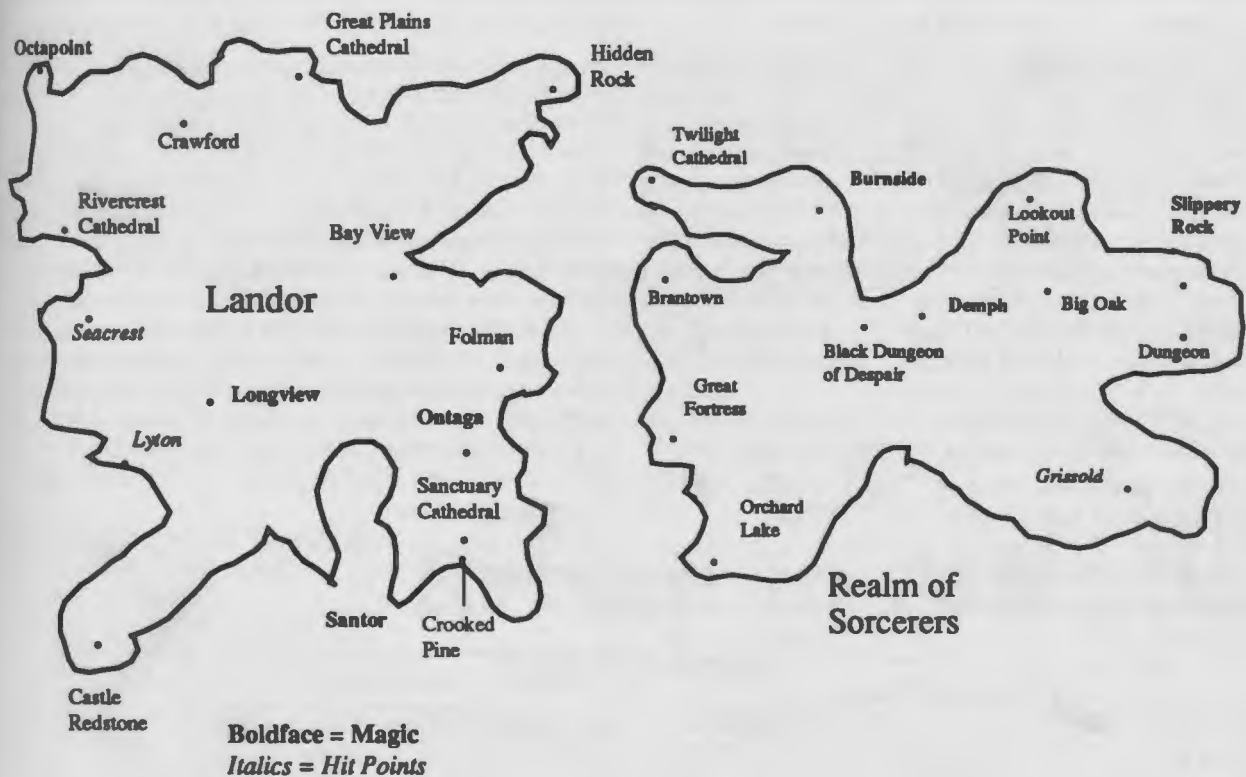 Great Plains
Cathedral
Octapoint
Hidden
Rock
Crawford
Rivercrest
Cathedral
Bay View
Landor
Seacrest
Folman
Longview
Ontaga
Lyton
Sanctuary
Cathedral
Santor
Crooked
Pine
Castle
Redstone
Twilight
Cathedral
Burnside
Lookout
Point
Slippery
Rock
Brantown
Demph
Big Oak
Black Dungeon
of Despair
Dungeon
Great
Fortress
Grissold
Orchard
Lake
Realm of
Sorcerers
Boldface = Magic
Italics = Hit Points